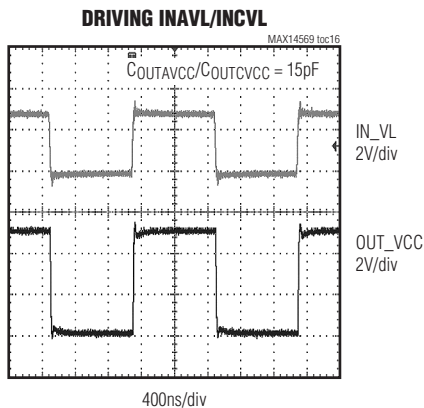 DRIVING INAVL/INCVL
MAX14569 toc16
COUTAVCC/COUTCVCC = 15pF
IN_VL
2V/div
OUT_VCC
2V/div
400ns/div